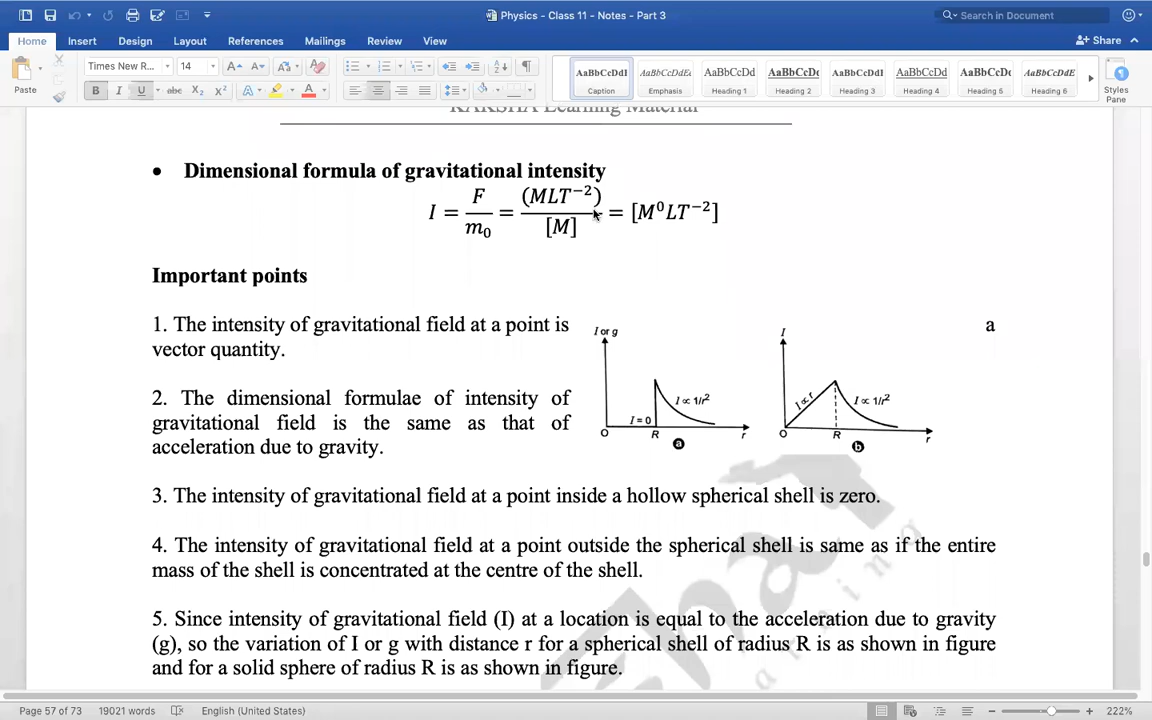 Physics - Class 11 - Notes - Part 3
Search in Document
Home Insert Design Layout References Mailings Review View
Share
Paste
Times New R... 14
AaBbCcDdI AaBbCcDdEe AaBbCcDd AaBbCcDc AaBbCcDdI AaBbCcDd AaBbCcDc AaBbCcDdE
Caption Emphasis Heading 1 Heading 2 Heading 3 Heading 4 Heading 5 Heading 6
Styles
Pane
KAKSHA Learning Material
• Dimensional formula of gravitational intensity
I = F/m₀ = (MLT⁻²)/[M] = [M⁰LT⁻²]
Important points
1. The intensity of gravitational field at a point is a
vector quantity.
2. The dimensional formulae of intensity of
gravitational field is the same as that of
acceleration due to gravity.
I or g
I = 0
I ∝ 1/r²
O R r
a
I
I ∝ r
I ∝ 1/r²
O R r
b
3. The intensity of gravitational field at a point inside a hollow spherical shell is zero.
4. The intensity of gravitational field at a point outside the spherical shell is same as if the entire
mass of the shell is concentrated at the centre of the shell.
5. Since intensity of gravitational field (I) at a location is equal to the acceleration due to gravity
(g), so the variation of I or g with distance r for a spherical shell of radius R is as shown in figure
and for a solid sphere of radius R is as shown in figure.
Page 57 of 73 19021 words English (United States) 222%